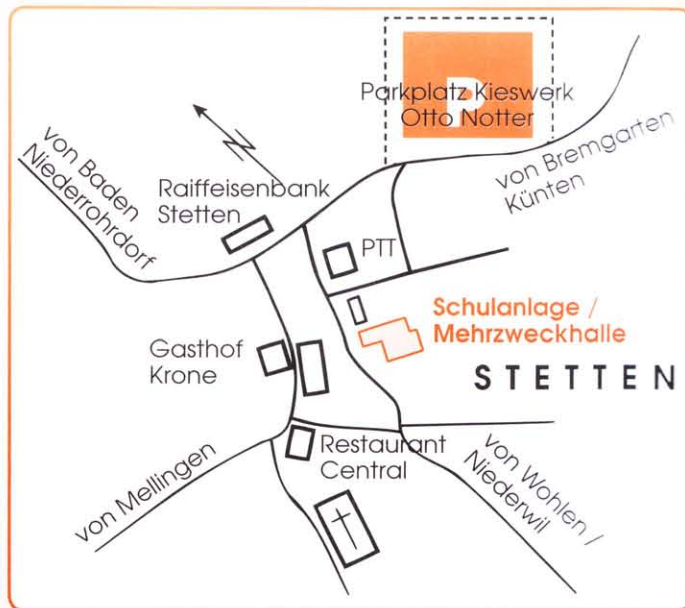 P
Parkplatz Kieswerk
Otto Notter
N
von Baden
Niederrohrdorf
Raiffeisenbank
Stetten
von Bremgarten
Künten
PTT
Schulanlage /
Mehrzweckhalle
Gasthof
Krone
STETTEN
Restaurant
Central
von Mellingen
von Wohlen /
Niederwil